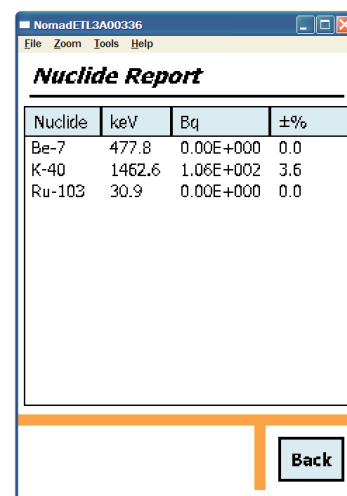 NomadETL3A00336
File Zoom Tools Help
Nuclide Report
Nuclide keV Bq ±%
Be-7 477.8 0.00E+000 0.0
K-40 1462.6 1.06E+002 3.6
Ru-103 30.9 0.00E+000 0.0
Back